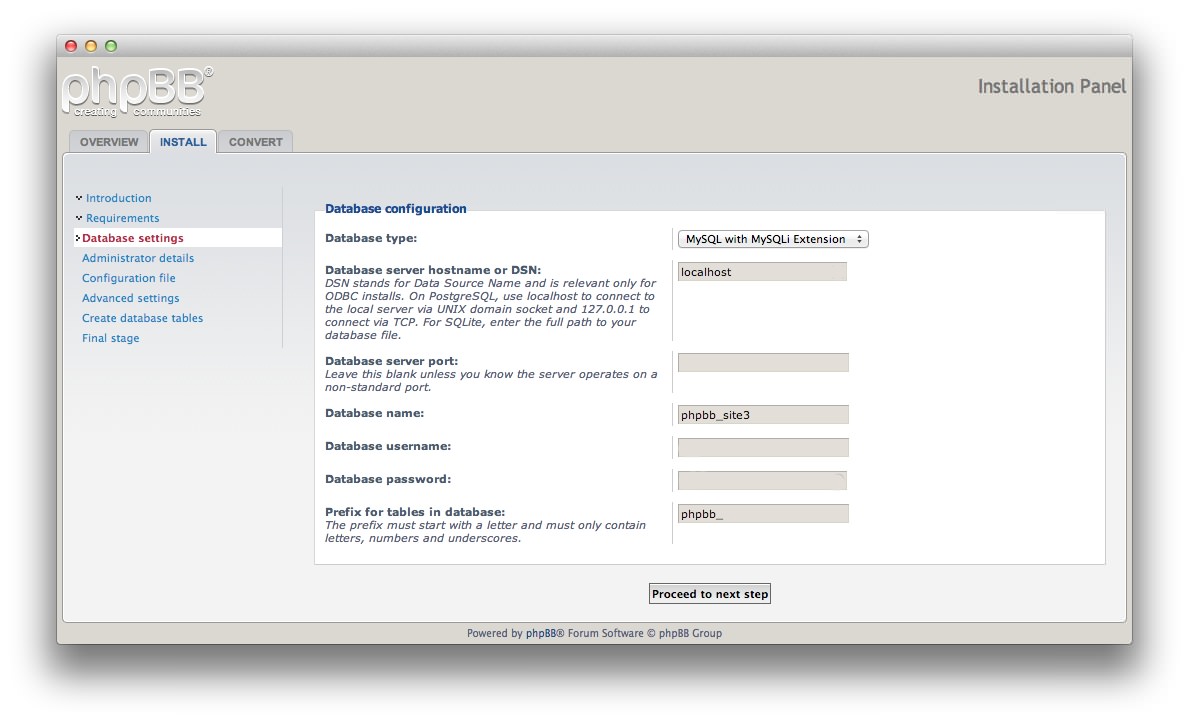 phpBB®
creating communities
Installation Panel
OVERVIEW
INSTALL
CONVERT
Introduction
Requirements
Database settings
Administrator details
Configuration file
Advanced settings
Create database tables
Final stage
Database configuration
Database type:
MySQL with MySQLi Extension
Database server hostname or DSN:
DSN stands for Data Source Name and is relevant only for
ODBC installs. On PostgreSQL, use localhost to connect to
the local server via UNIX domain socket and 127.0.0.1 to
connect via TCP. For SQLite, enter the full path to your
database file.
localhost
Database server port:
Leave this blank unless you know the server operates on a
non-standard port.
Database name:
phpbb_site3
Database username:
Database password:
Prefix for tables in database:
The prefix must start with a letter and must only contain
letters, numbers and underscores.
phpbb_
Proceed to next step
Powered by phpBB® Forum Software © phpBB Group